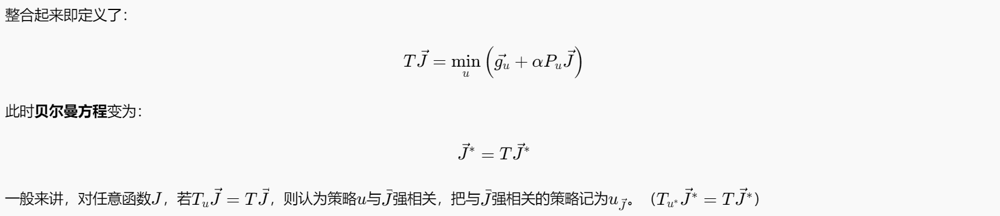 整合起来即定义了：
$T\vec{J} = \min_{u} \left( \vec{g_u} + \alpha P_u \vec{J} \right)$
此时贝尔曼方程变为：
$\vec{J}^* = T\vec{J}^*$
一般来讲，对任意函数$J$，若$T_u\vec{J} = T\vec{J}$，则认为策略$u$与$\vec{J}$强相关，把与$\vec{J}$强相关的策略记为$u_{\vec{J}}$。（$T_{u^*}\vec{J}^* = T\vec{J}^*$）